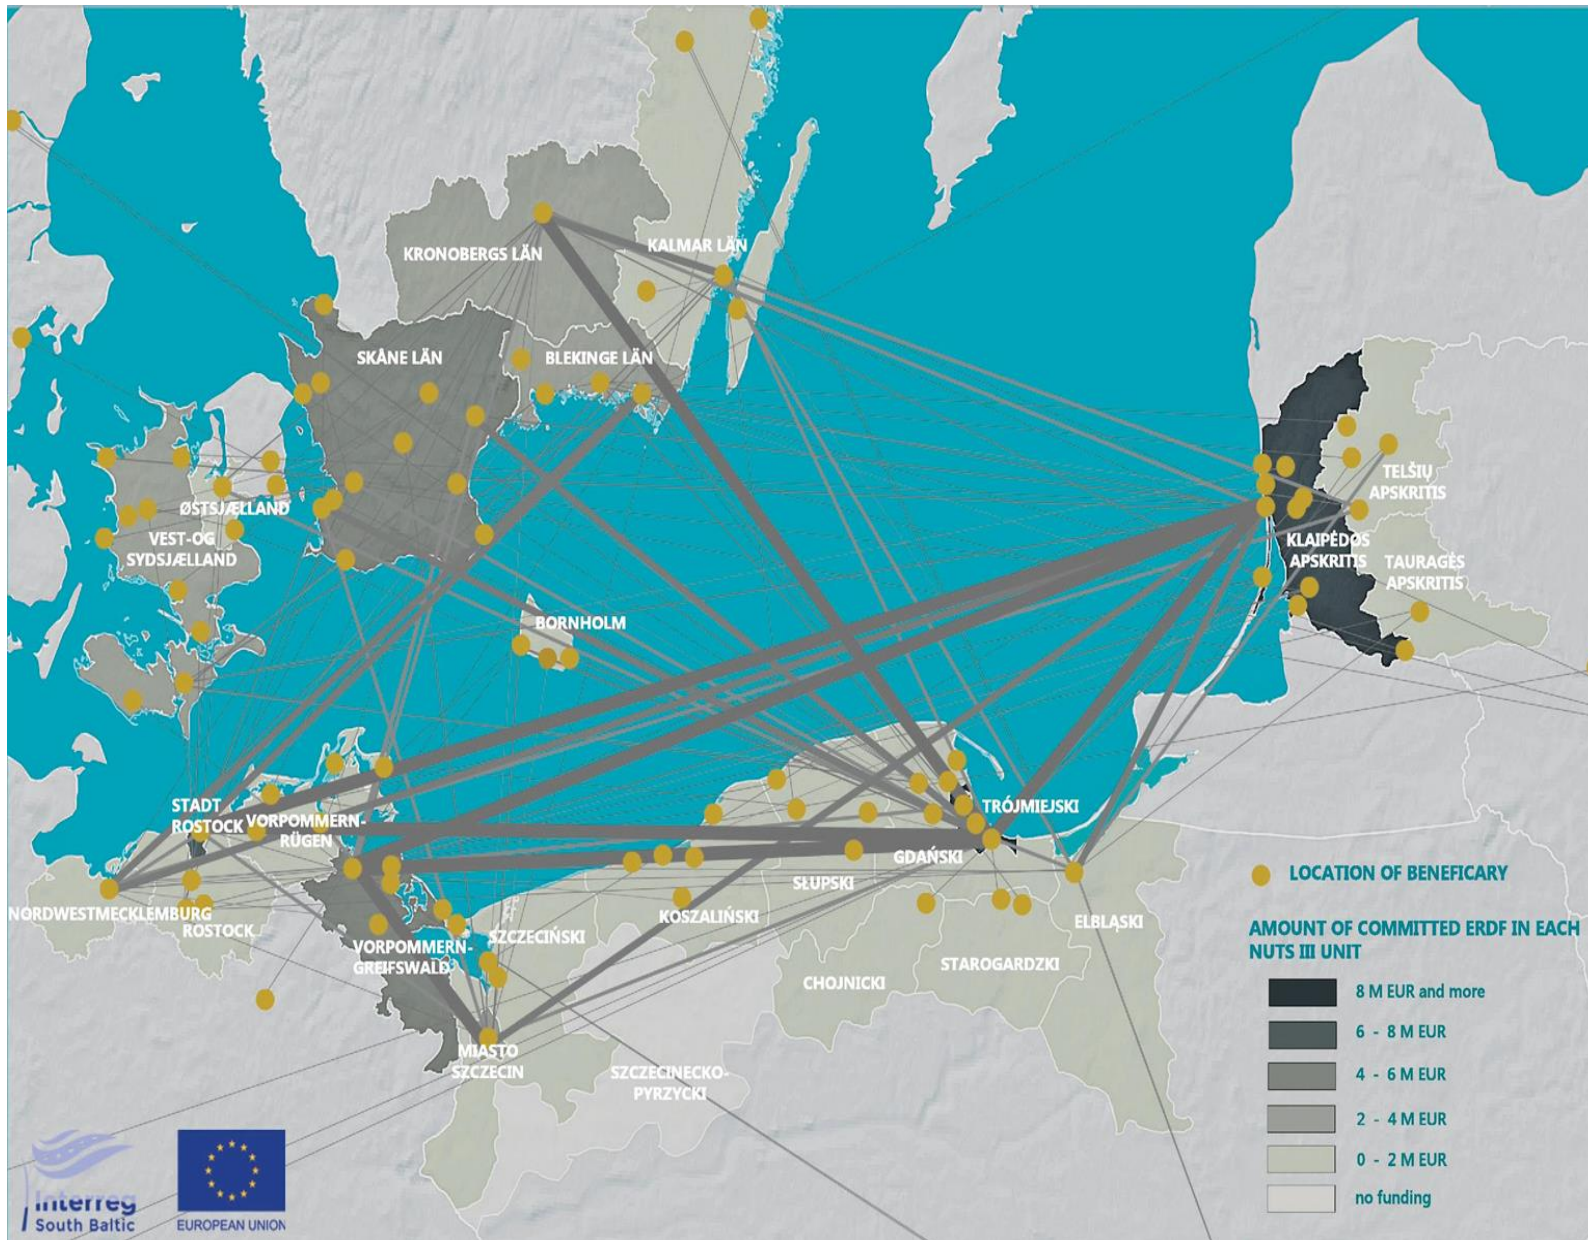 KRONOBERGS LÄN
KALMAR LÄN
SKÅNE LÄN
BLEKINGE LÄN
ØSTSJÆLLAND
VEST-OG
SYDSJÆLLAND
BORNHOLM
TELŠIŲ
APSKRITIS
KLAIPĖDOS
APSKRITIS
TAURAGĖS
APSKRITIS
STADT
ROSTOCK
VORPOMMERN-
RÜGEN
TRÓJMIEJSKI
GDAŃSKI
SŁUPSKI
KOSZALIŃSKI
NORDWESTMECKLEMBURG
ROSTOCK
VORPOMMERN-
GREIFSWALD
SZCZECIŃSKI
ELBLĄSKI
STAROGARDZKI
CHOJNICKI
MIASTO
SZCZECIN
SZCZECINECKO-
PYRZYCKI
LOCATION OF BENEFICARY
AMOUNT OF COMMITTED ERDF IN EACH
NUTS III UNIT
8 M EUR and more
6 - 8 M EUR
4 - 6 M EUR
2 - 4 M EUR
0 - 2 M EUR
no funding
Interreg
South Baltic
EUROPEAN UNION